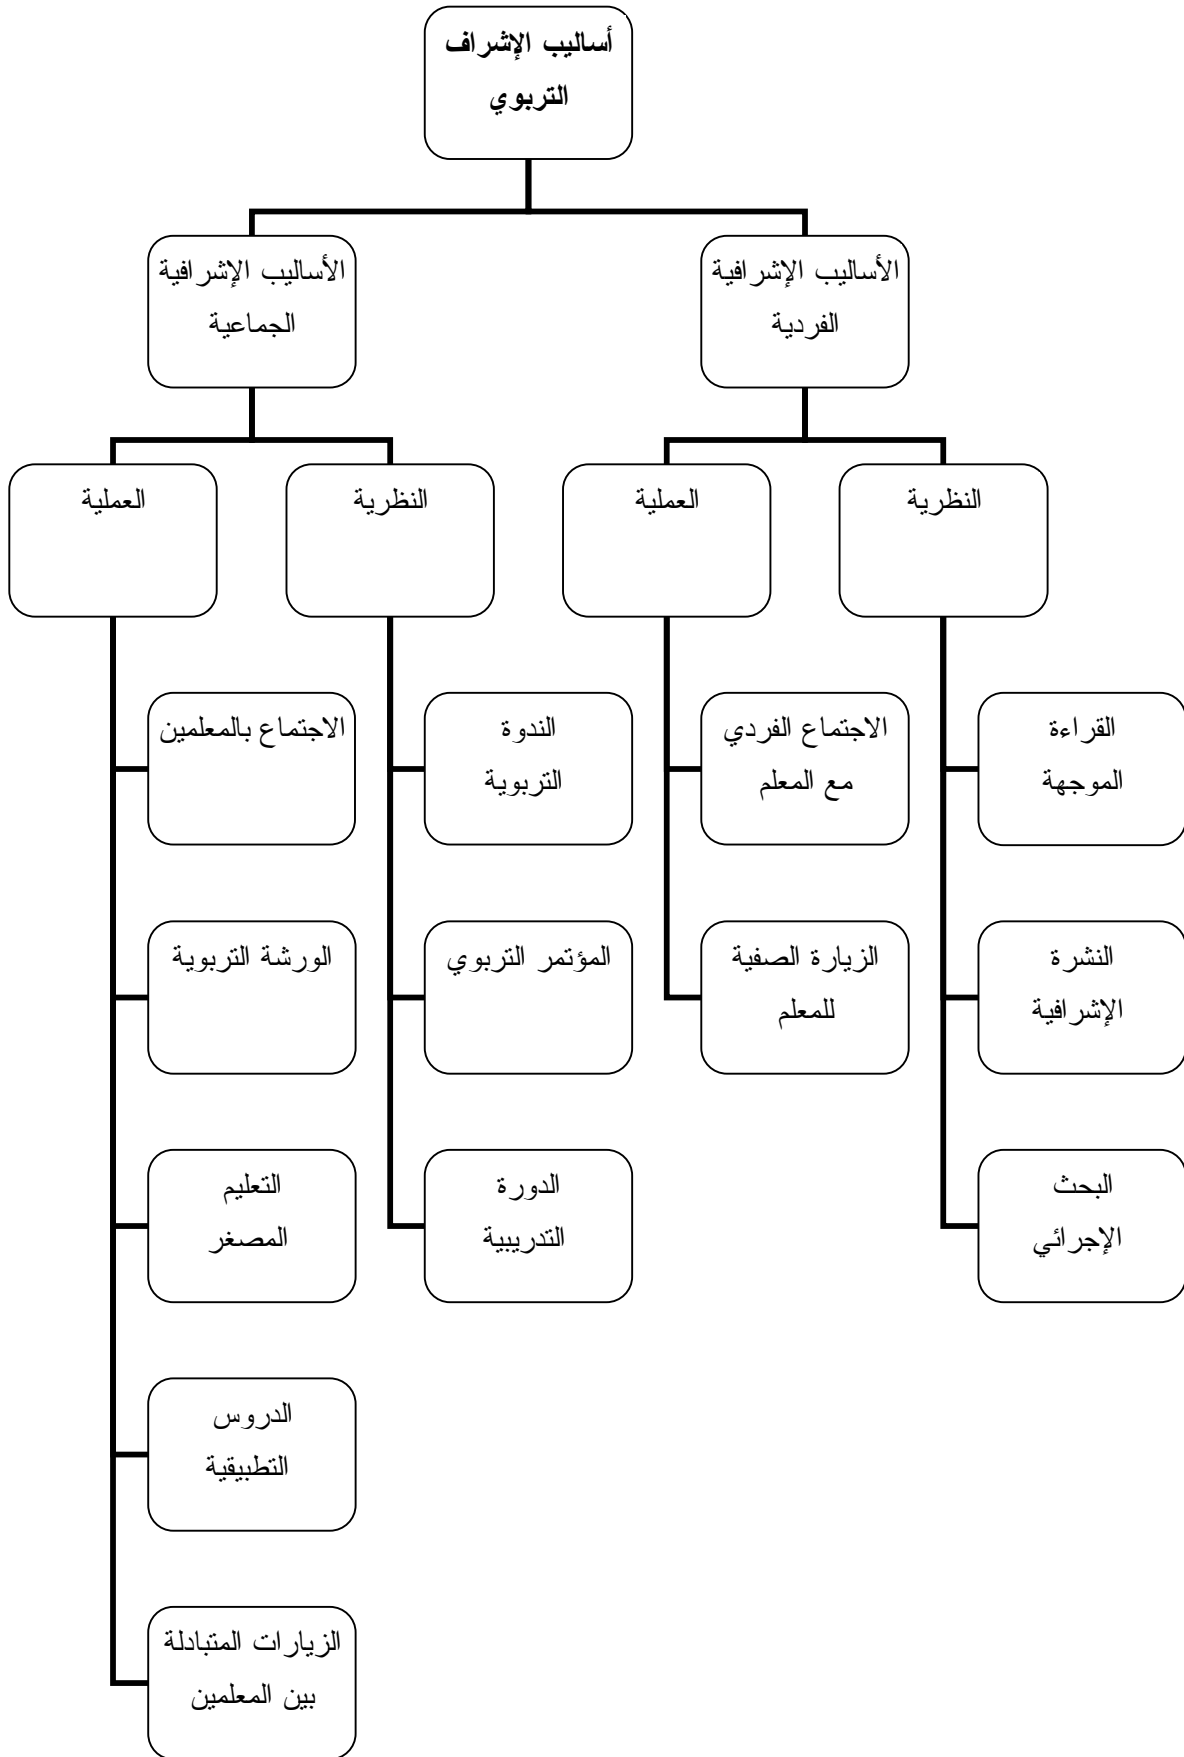 أساليب الإشراف
التربوي
الأساليب الإشرافية
الفردية
الأساليب الإشرافية
الجماعية
النظرية
العملية
النظرية
العملية
القراءة
الموجهة
الاجتماع الفردي
مع المعلم
الندوة
التربوية
الاجتماع بالمعلمين
النشرة
الإشرافية
الزيارة الصفية
للمعلم
المؤتمر التربوي
الورشة التربوية
البحث
الإجرائي
الدورة
التدريبية
التعليم
المصغر
الدروس
التطبيقية
الزيارات المتبادلة
بين المعلمين